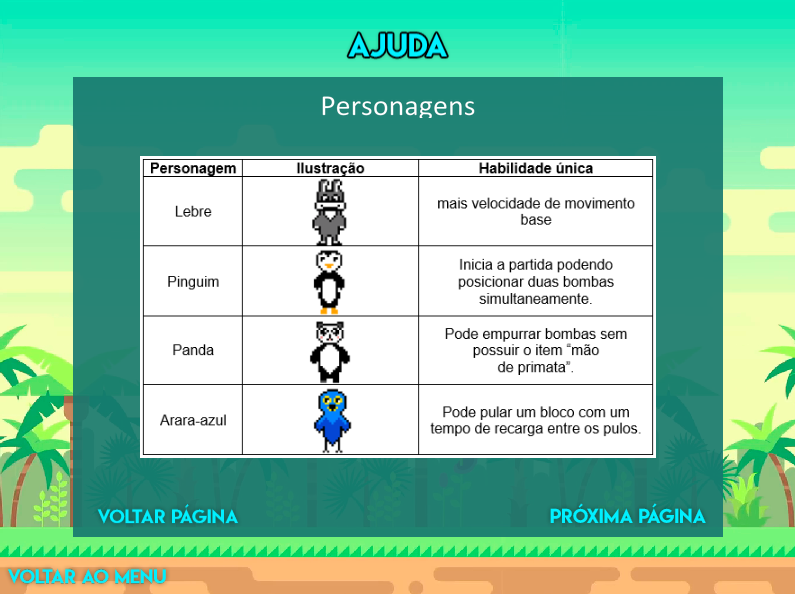 AJUDA
Personagens
Personagem Ilustração Habilidade única
Lebre
mais velocidade de movimento
base
Pinguim
Inicia a partida podendo
posicionar duas bombas
simultaneamente.
Panda
Pode empurrar bombas sem
possuir o item “mão
de primata”.
Arara-azul
Pode pular um bloco com um
tempo de recarga entre os pulos.
VOLTAR PÁGINA PRÓXIMA PÁGINA
VOLTAR AO MENU